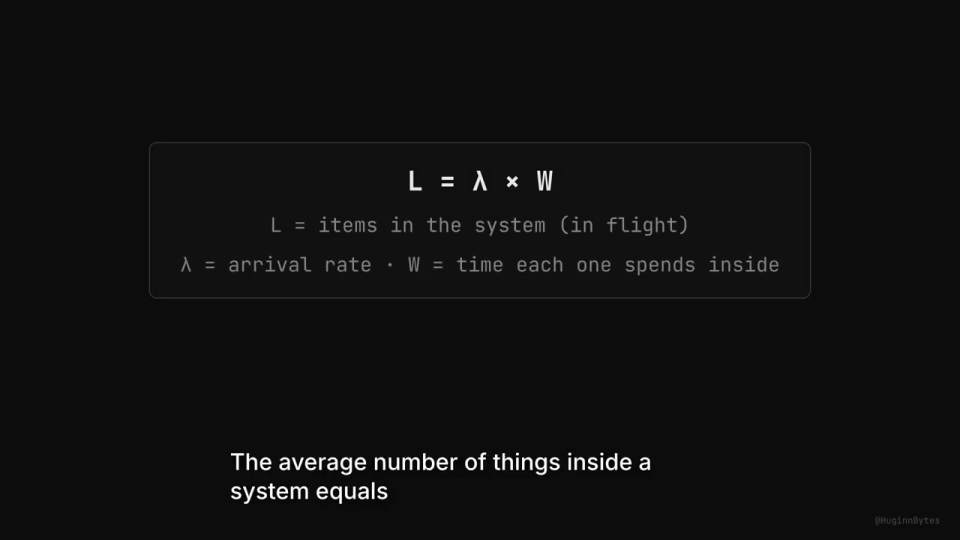 L = λ × W
L = items in the system (in flight)
λ = arrival rate · W = time each one spends inside
The average number of things inside a
system equals
@HuginnBytes